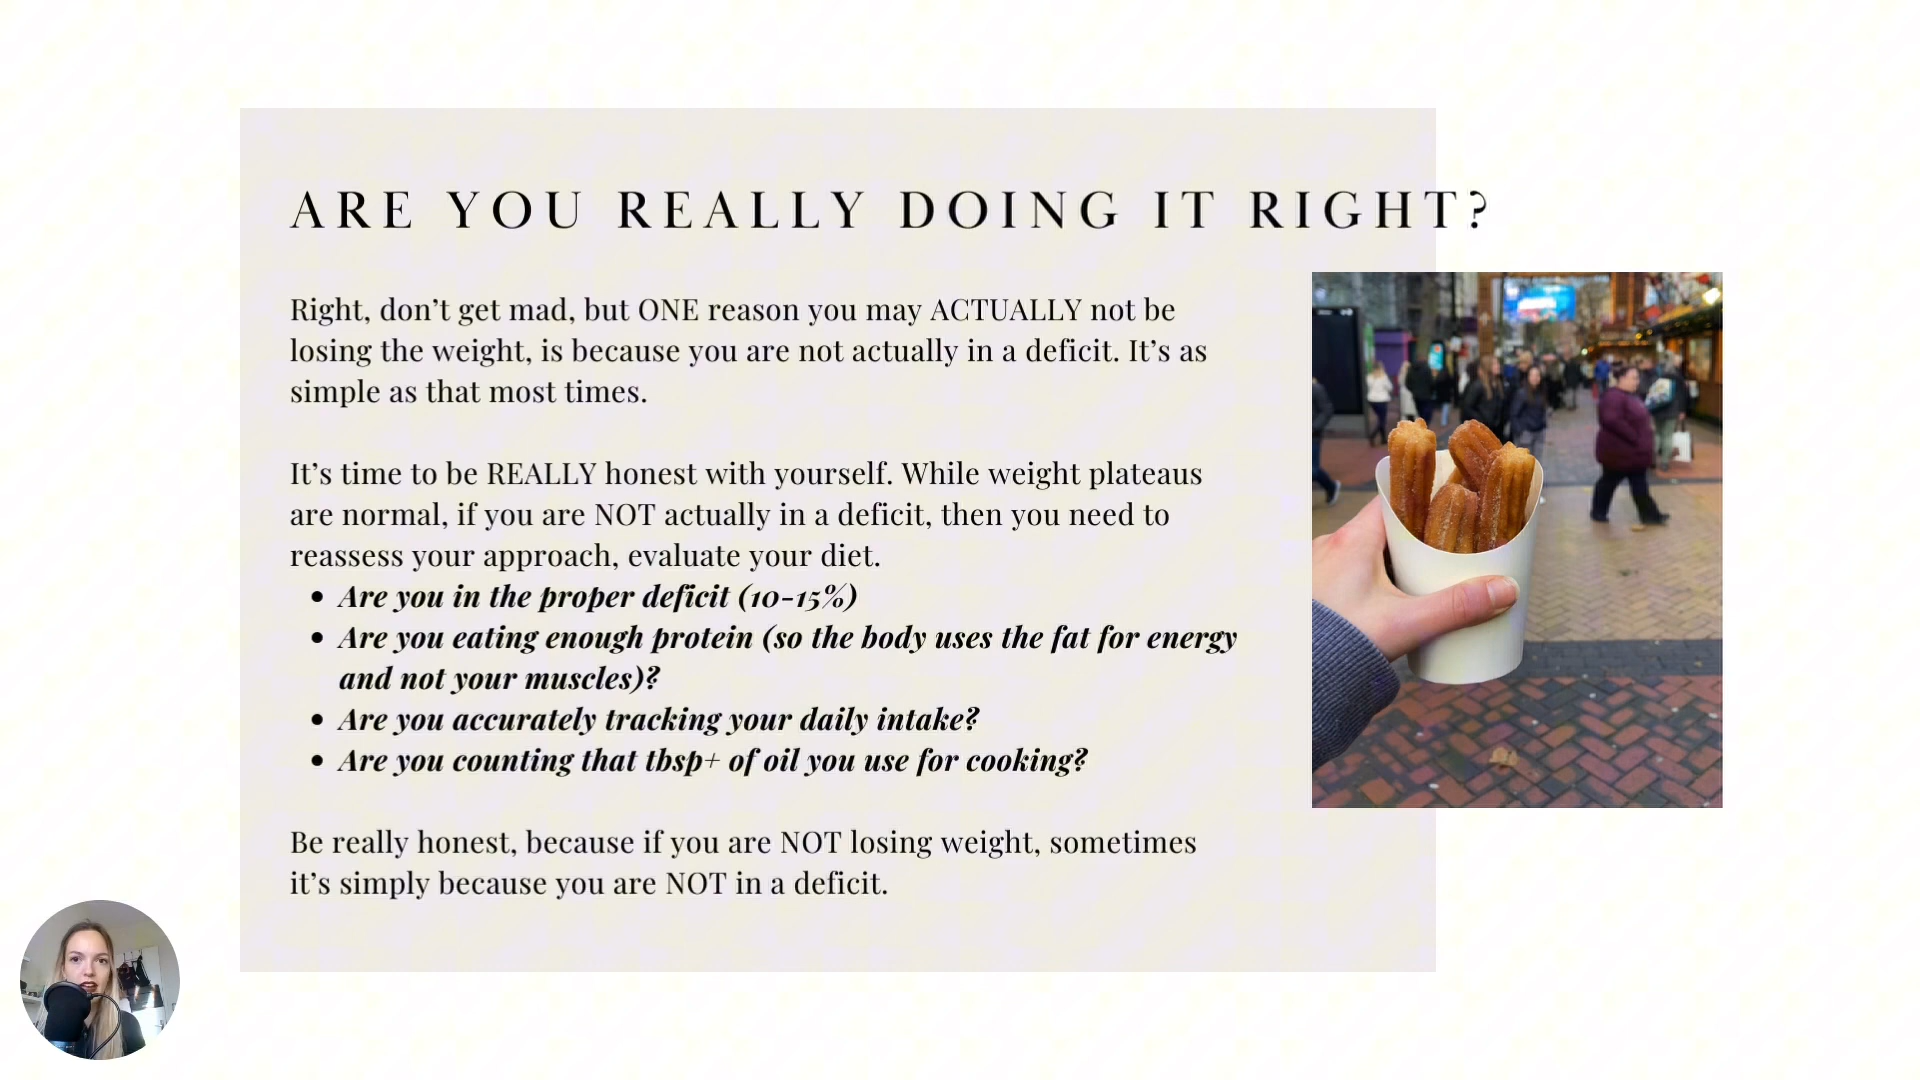 ARE YOU REALLY DOING IT RIGHT?
Right, don’t get mad, but ONE reason you may ACTUALLY not be
losing the weight, is because you are not actually in a deficit. It’s as
simple as that most times.
It’s time to be REALLY honest with yourself. While weight plateaus
are normal, if you are NOT actually in a deficit, then you need to
reassess your approach, evaluate your diet.
• Are you in the proper deficit (10-15%)
• Are you eating enough protein (so the body uses the fat for energy
and not your muscles)?
• Are you accurately tracking your daily intake?
• Are you counting that tbsp+ of oil you use for cooking?
Be really honest, because if you are NOT losing weight, sometimes
it’s simply because you are NOT in a deficit.